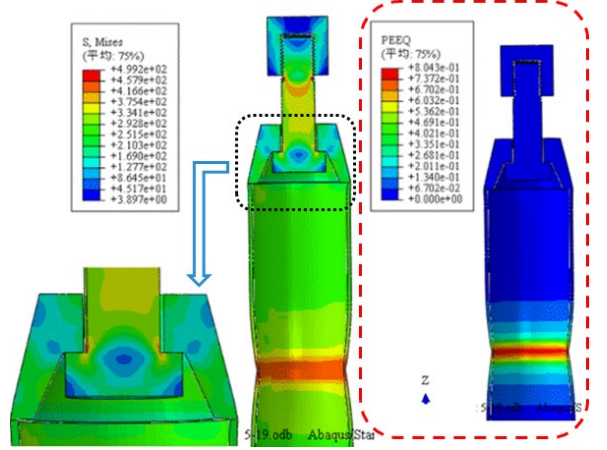 S, Mises
(平均: 75%)
+4.992e+02
+4.579e+02
+4.166e+02
+3.754e+02
+3.341e+02
+2.928e+02
+2.515e+02
+2.103e+02
+1.690e+02
+1.277e+02
+8.645e+01
+4.517e+01
+3.897e+00
PEEQ
(平均: 75%)
+8.043e-01
+7.372e-01
+6.702e-01
+6.032e-01
+5.362e-01
+4.691e-01
+4.021e-01
+3.351e-01
+2.681e-01
+2.011e-01
+1.340e-01
+6.702e-02
+0.000e+00
Z
5-19.odb Abaqus/Sta